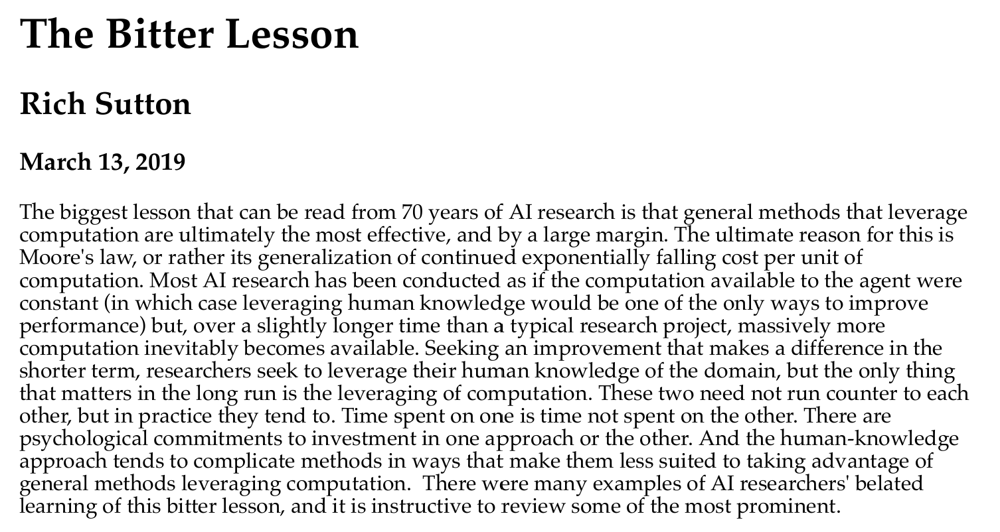 The Bitter Lesson
Rich Sutton
March 13, 2019
The biggest lesson that can be read from 70 years of AI research is that general methods that leverage
computation are ultimately the most effective, and by a large margin. The ultimate reason for this is
Moore's law, or rather its generalization of continued exponentially falling cost per unit of
computation. Most AI research has been conducted as if the computation available to the agent were
constant (in which case leveraging human knowledge would be one of the only ways to improve
performance) but, over a slightly longer time than a typical research project, massively more
computation inevitably becomes available. Seeking an improvement that makes a difference in the
shorter term, researchers seek to leverage their human knowledge of the domain, but the only thing
that matters in the long run is the leveraging of computation. These two need not run counter to each
other, but in practice they tend to. Time spent on one is time not spent on the other. There are
psychological commitments to investment in one approach or the other. And the human-knowledge
approach tends to complicate methods in ways that make them less suited to taking advantage of
general methods leveraging computation.  There were many examples of AI researchers' belated
learning of this bitter lesson, and it is instructive to review some of the most prominent.